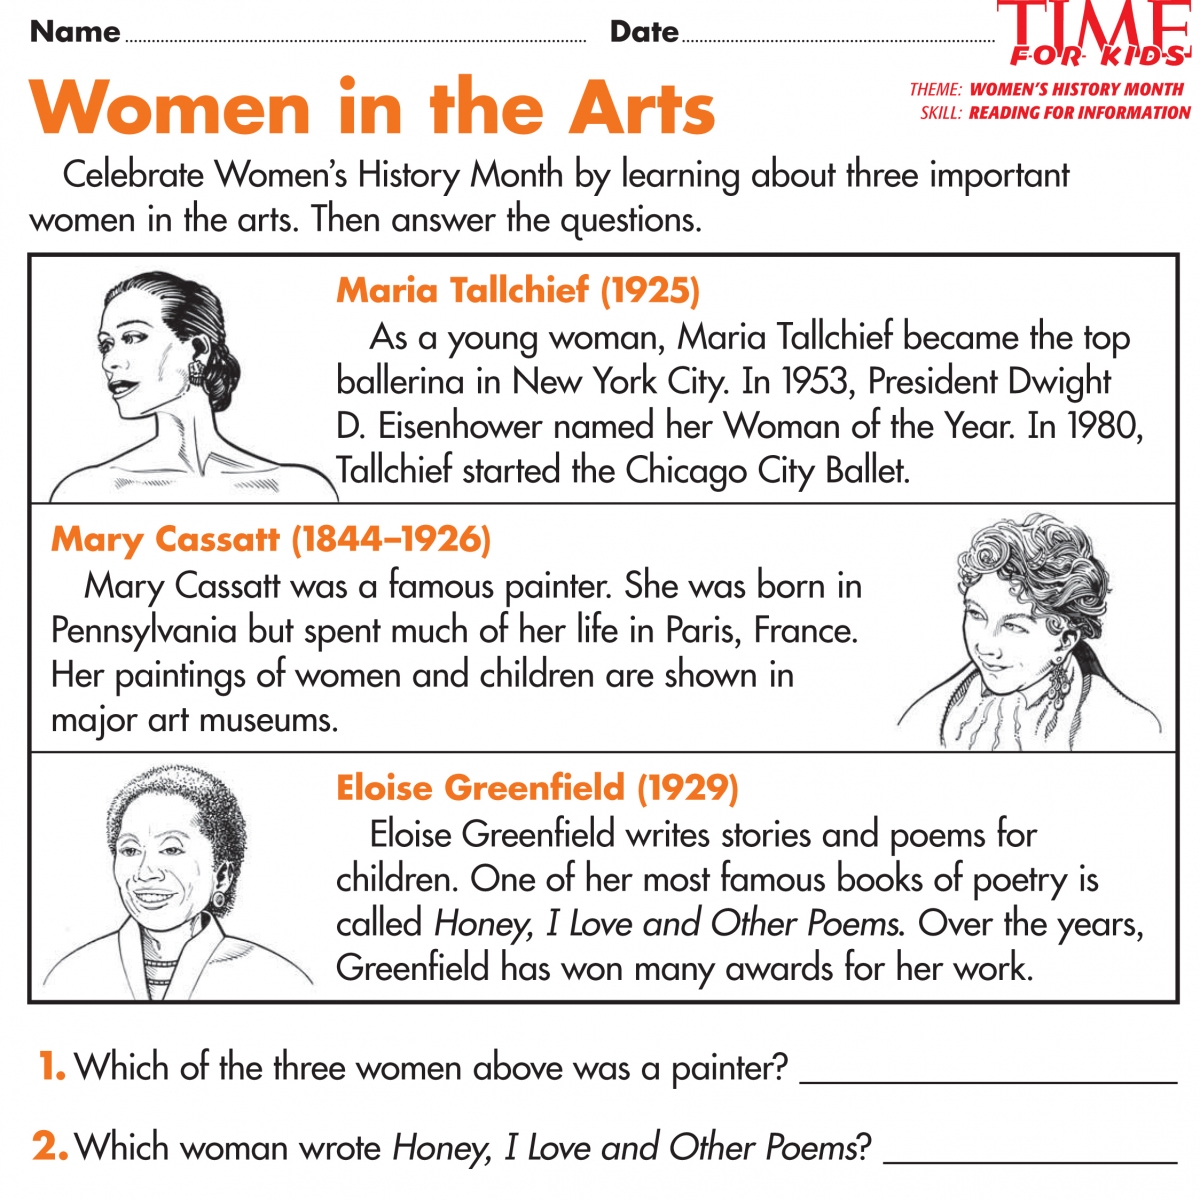 Name
Date
TIME
FOR KIDS
THEME: WOMEN'S HISTORY MONTH
SKILL: READING FOR INFORMATION
Women in the Arts
Celebrate Women's History Month by learning about three important
women in the arts. Then answer the questions.
Maria Tallchief (1925)
As a young woman, Maria Tallchief became the top
ballerina in New York City. In 1953, President Dwight
D. Eisenhower named her Woman of the Year. In 1980,
Tallchief started the Chicago City Ballet.
Mary Cassatt (1844–1926)
Mary Cassatt was a famous painter. She was born in
Pennsylvania but spent much of her life in Paris, France.
Her paintings of women and children are shown in
major art museums.
Eloise Greenfield (1929)
Eloise Greenfield writes stories and poems for
children. One of her most famous books of poetry is
called Honey, I Love and Other Poems. Over the years,
Greenfield has won many awards for her work.
1. Which of the three women above was a painter?
2. Which woman wrote Honey, I Love and Other Poems?